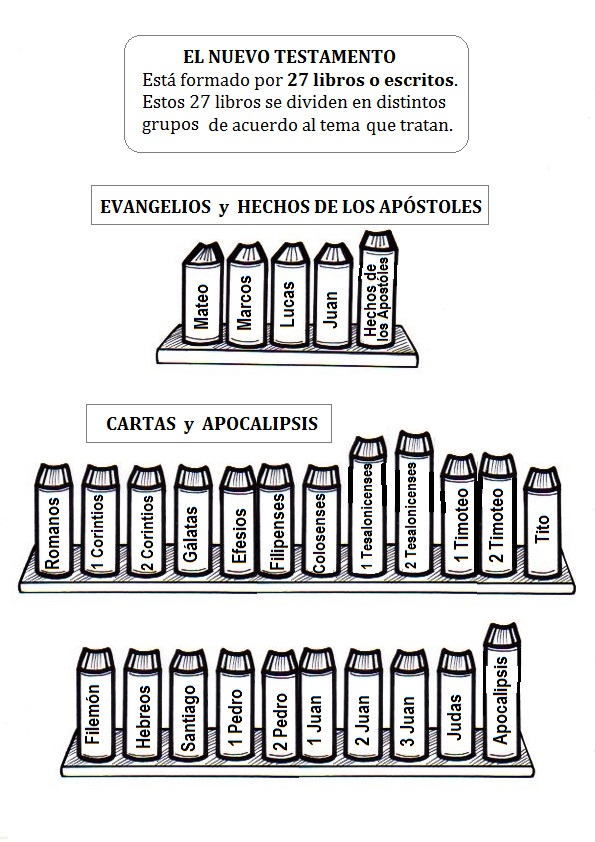 EL NUEVO TESTAMENTO
Está formado por 27 libros o escritos.
Estos 27 libros se dividen en distintos
grupos de acuerdo al tema que tratan.
EVANGELIOS y HECHOS DE LOS APÓSTOLES
Mateo
Marcos
Lucas
Juan
Hechos de
los Apostóles
CARTAS y APOCALIPSIS
Romanos
1 Corintios
2 Corintios
Gálatas
Efesios
Filipenses
Colosenses
1 Tesalonicenses
2 Tesalonicenses
1 Timoteo
2 Timoteo
Tito
Filemón
Hebreos
Santiago
1 Pedro
2 Pedro
1 Juan
2 Juan
3 Juan
Judas
Apocalipsis